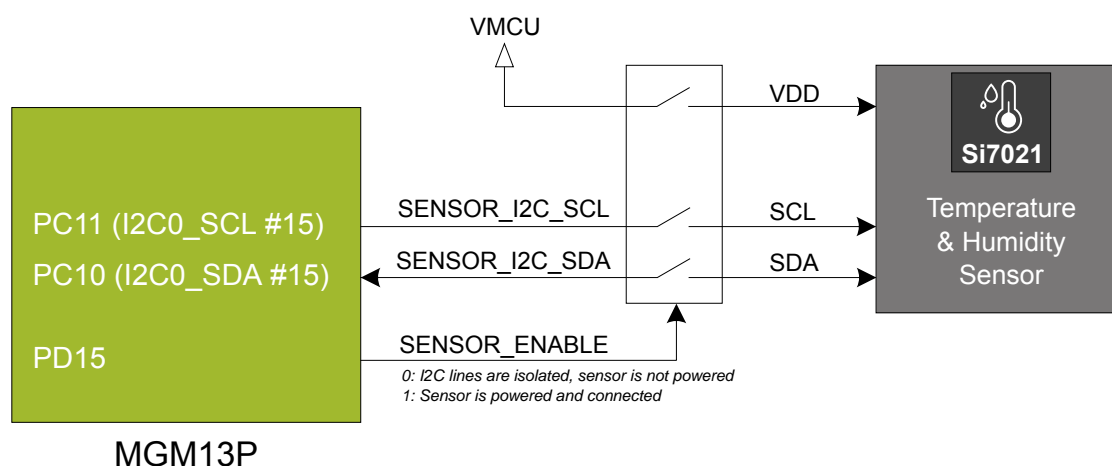 VMCU
VDD
Si7021
PC11 (I2C0_SCL #15)
SENSOR_I2C_SCL
SCL
Temperature
& Humidity
Sensor
PC10 (I2C0_SDA #15)
SENSOR_I2C_SDA
SDA
PD15
SENSOR_ENABLE
0: I2C lines are isolated, sensor is not powered
1: Sensor is powered and connected
MGM13P